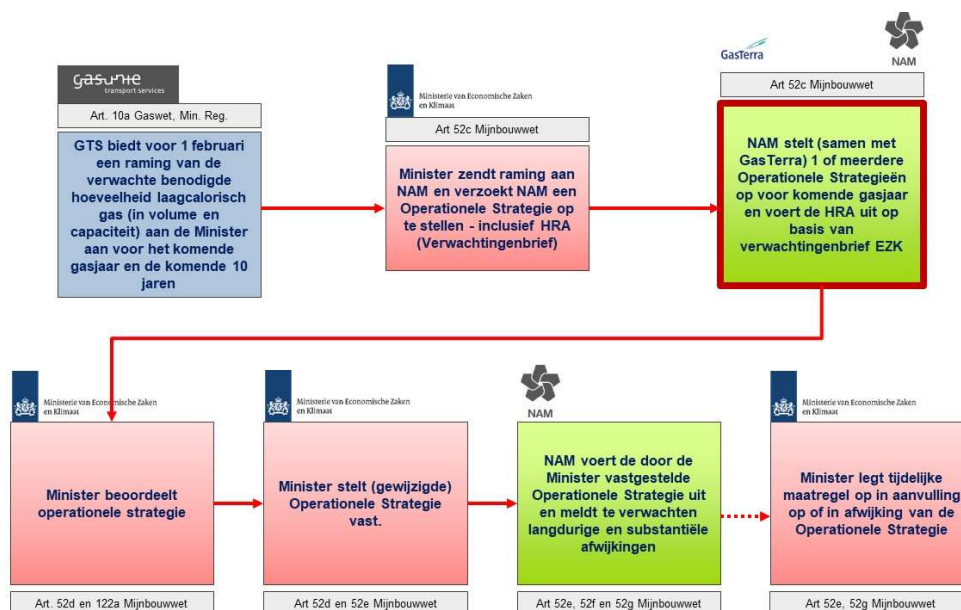 gasunie
transport services
Art. 10a Gaswet, Min. Reg.
GTS biedt voor 1 februari
een raming van de
verwachte benodigde
hoeveelheid laagcalorisch
gas (in volume en
capaciteit) aan de Minister
aan voor het komende
gasjaar en de komende 10
jaren
Ministerie van Economische Zaken
en Klimaat
Art 52c Mijnbouwwet
Minister zendt raming aan
NAM en verzoekt NAM een
Operationele Strategie op
te stellen - inclusief HRA
(Verwachtingenbrief)
GasTerra
NAM
Art 52c Mijnbouwwet
NAM stelt (samen met
GasTerra) 1 of meerdere
Operationele Strategieën
op voor komende gasjaar
en voert de HRA uit op
basis van
verwachtingenbrief EZK
Ministerie van Economische Zaken
en Klimaat
Minister beoordeelt
operationele strategie
Art. 52d en 122a Mijnbouwwet
Ministerie van Economische Zaken
en Klimaat
Minister stelt (gewijzigde)
Operationele Strategie
vast.
Art 52d en 52e Mijnbouwwet
NAM
NAM voert de door de
Minister vastgestelde
Operationele Strategie uit
en meldt te verwachten
langdurige en substantiële
afwijkingen
Art 52e, 52f en 52g Mijnbouwwet
Ministerie van Economische Zaken
en Klimaat
Minister legt tijdelijke
maatregel op in aanvulling
op of in afwijking van de
Operationele Strategie
Art 52e, 52g Mijnbouwwet